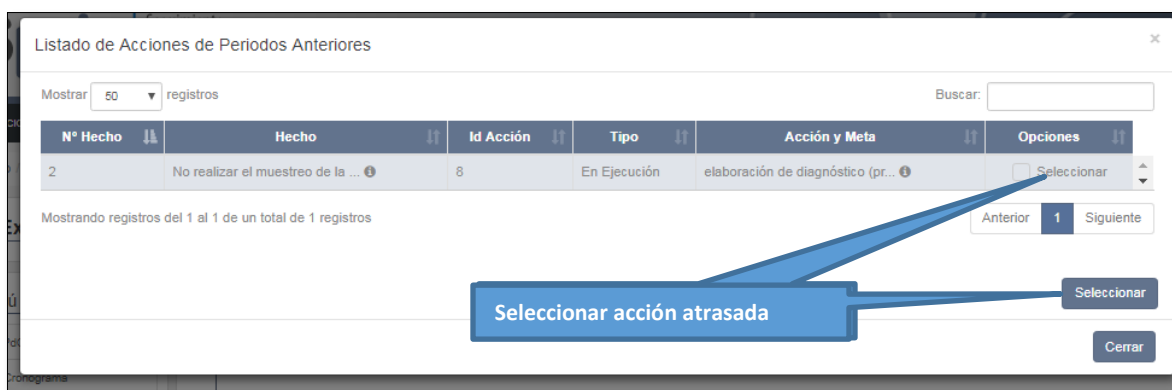 Listado de Acciones de Periodos Anteriores ×
Mostrar 50 registros Buscar:
Nº Hecho Hecho Id Acción Tipo Acción y Meta Opciones
2 No realizar el muestreo de la ... 8 En Ejecución elaboración de diagnóstico (pr... Seleccionar
Mostrando registros del 1 al 1 de un total de 1 registros Anterior 1 Siguiente
Seleccionar
Seleccionar acción atrasada
Cerrar
Cronograma